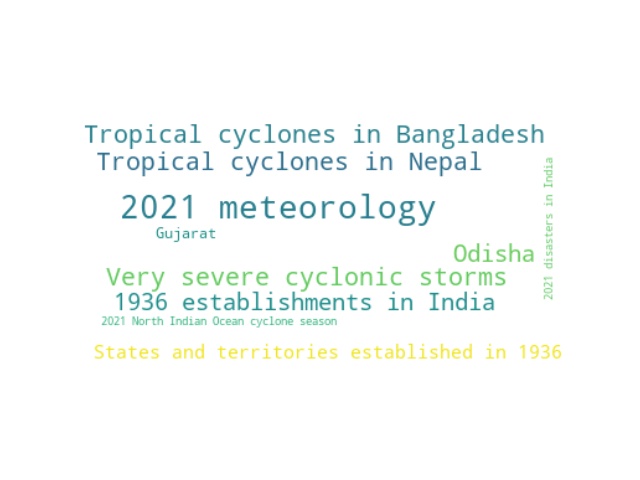 Tropical cyclones in Bangladesh
Tropical cyclones in Nepal
2021 disasters in India
2021 meteorology
Gujarat
Odisha
Very severe cyclonic storms
1936 establishments in India
2021 North Indian Ocean cyclone season
States and territories established in 1936